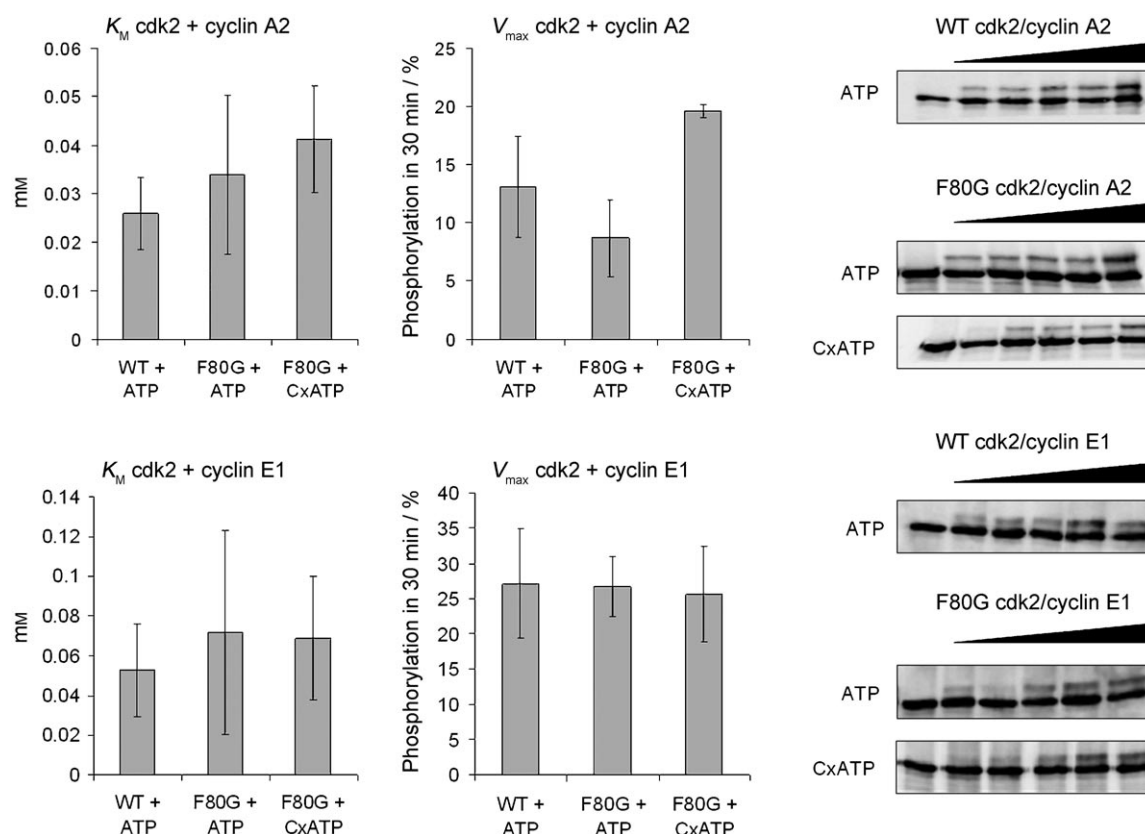 K_M cdk2 + cyclin A2
0.06
0.05
0.04
0.03
0.02
0.01
0
mM
WT + ATP
F80G + ATP
F80G + CxATP
V_max cdk2 + cyclin A2
25
20
15
10
5
0
Phosphorylation in 30 min / %
WT + ATP
F80G + ATP
F80G + CxATP
WT cdk2/cyclin A2
ATP
F80G cdk2/cyclin A2
ATP
CxATP
K_M cdk2 + cyclin E1
0.14
0.12
0.1
0.08
0.06
0.04
0.02
0
mM
WT + ATP
F80G + ATP
F80G + CxATP
V_max cdk2 + cyclin E1
40
35
30
25
20
15
10
5
0
Phosphorylation in 30 min / %
WT + ATP
F80G + ATP
F80G + CxATP
WT cdk2/cyclin E1
ATP
F80G cdk2/cyclin E1
ATP
CxATP